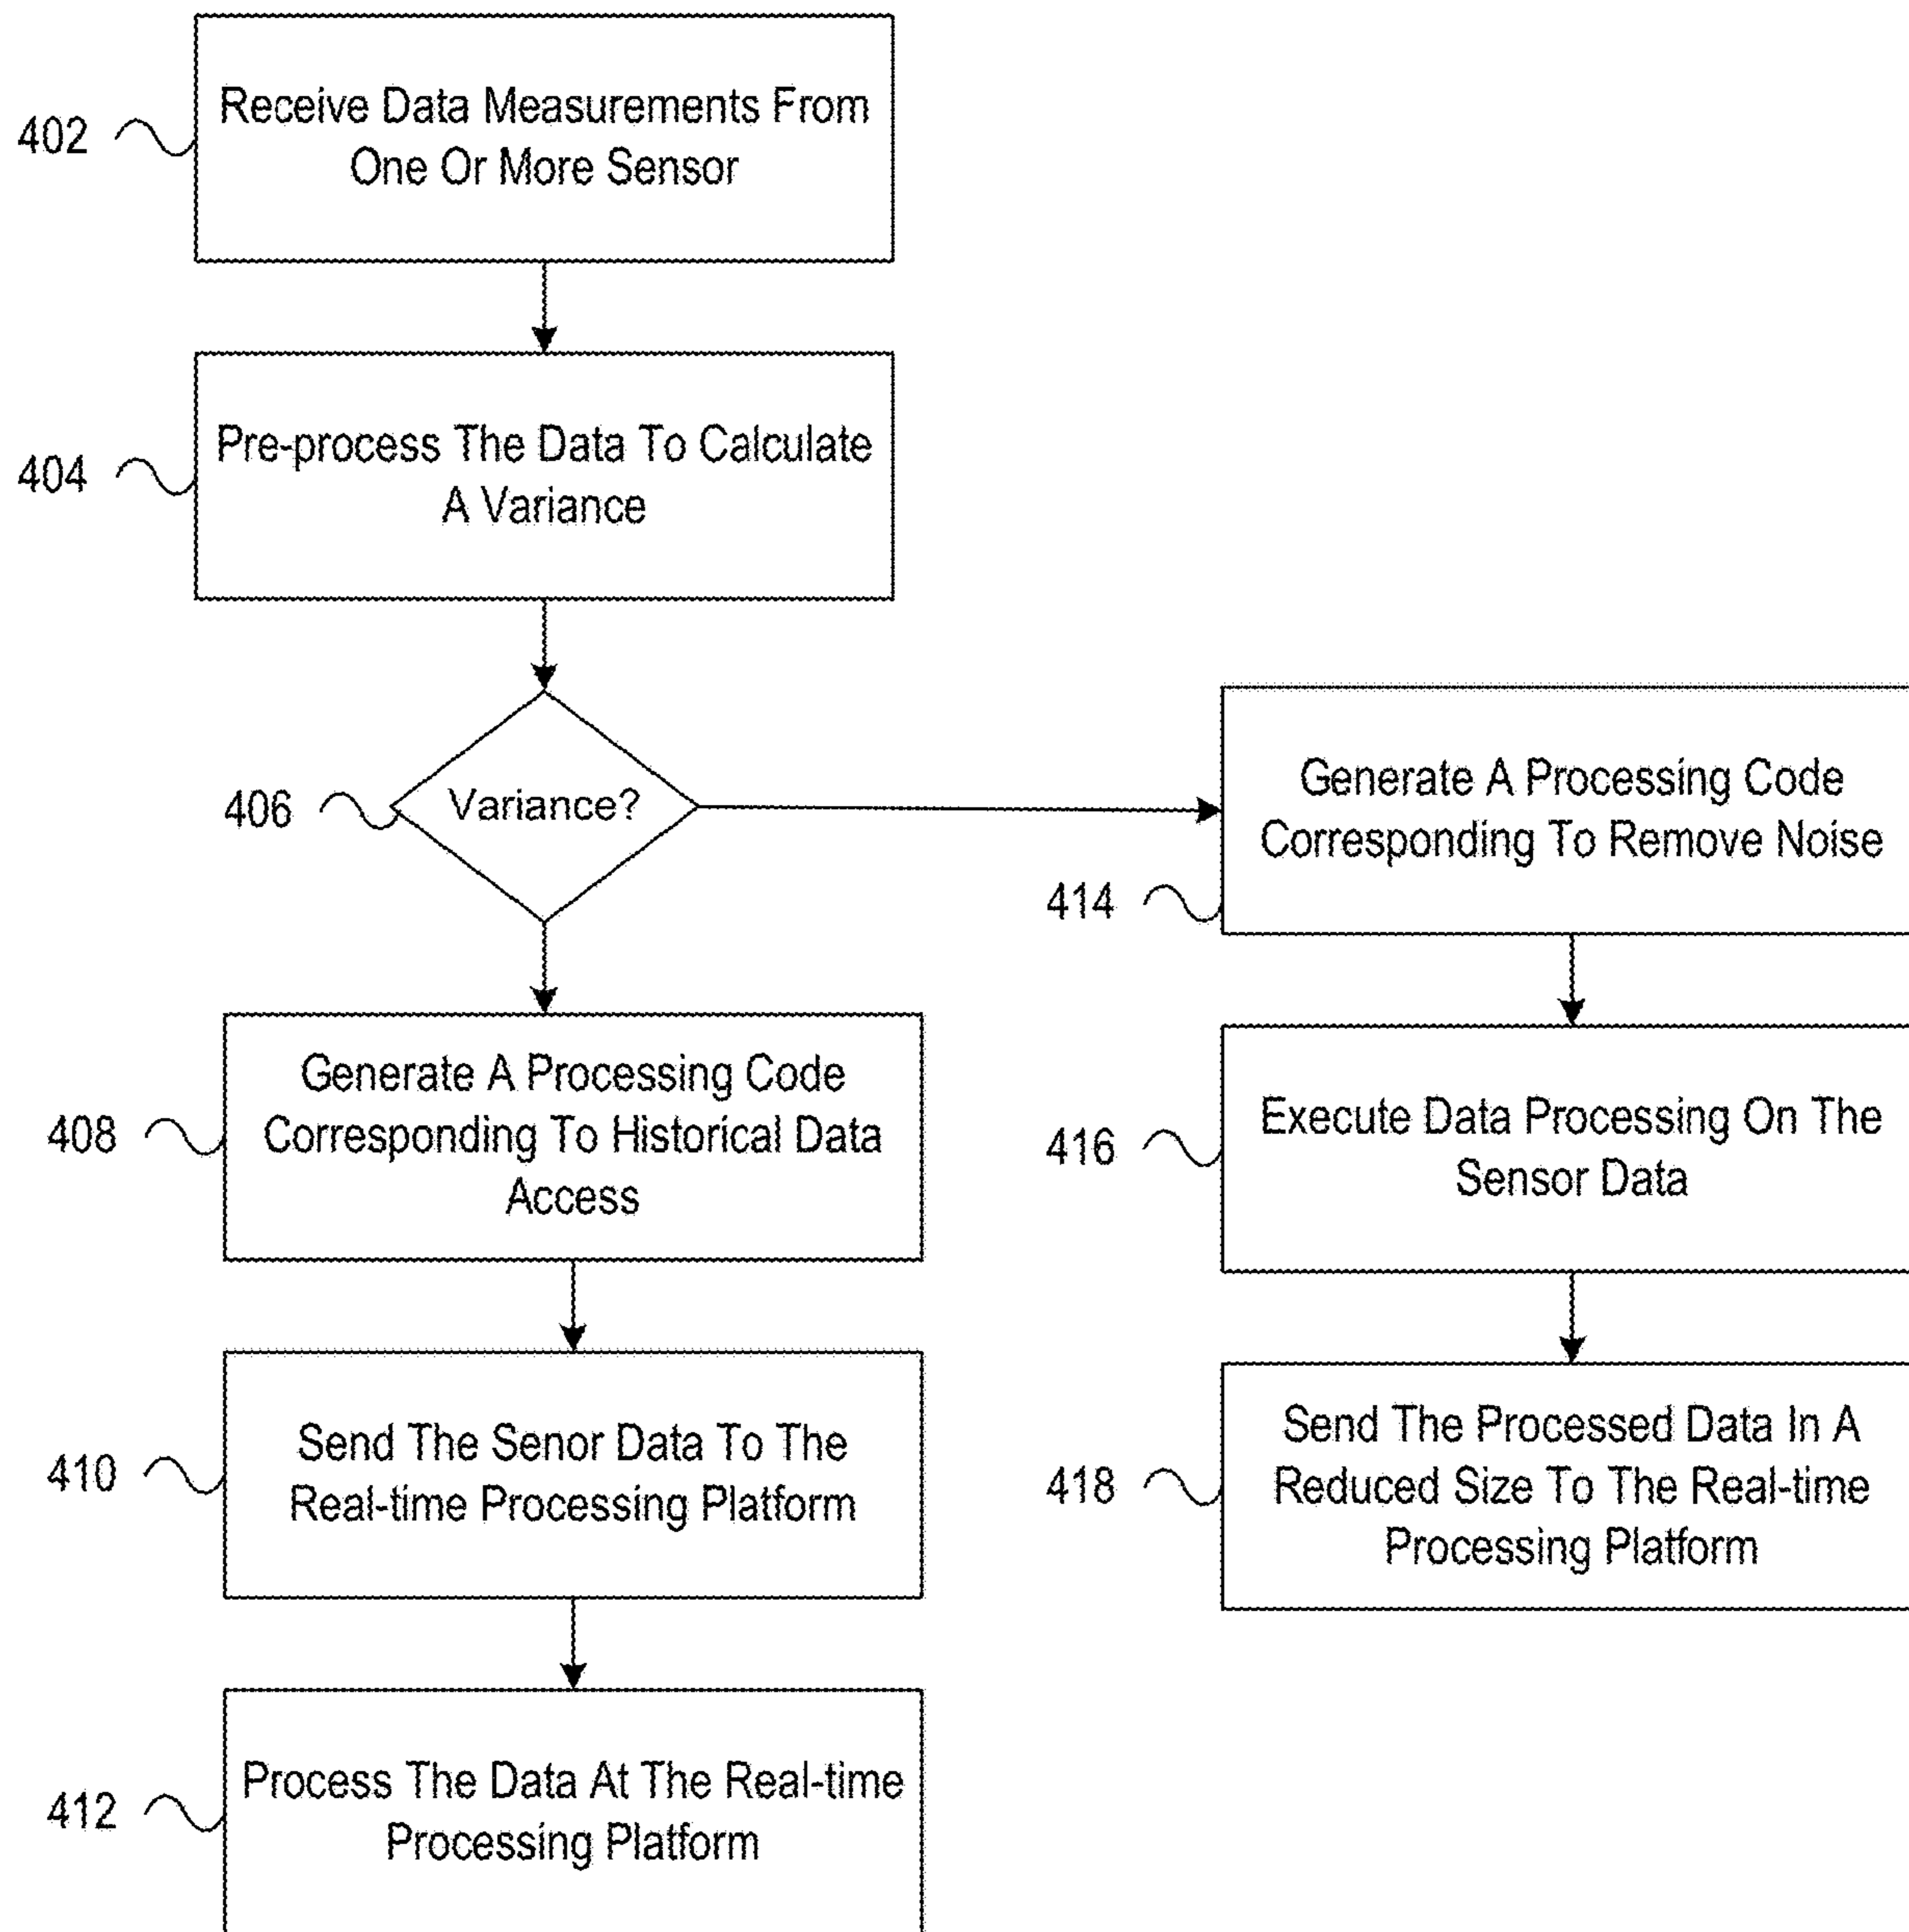 402
Receive Data Measurements From
One Or More Sensor
404
Pre-process The Data To Calculate
A Variance
406
Variance?
408
Generate A Processing Code
Corresponding To Historical Data
Access
410
Send The Senor Data To The
Real-time Processing Platform
412
Process The Data At The Real-time
Processing Platform
Generate A Processing Code
Corresponding To Remove Noise
414
416
Execute Data Processing On The
Sensor Data
418
Send The Processed Data In A
Reduced Size To The Real-time
Processing Platform